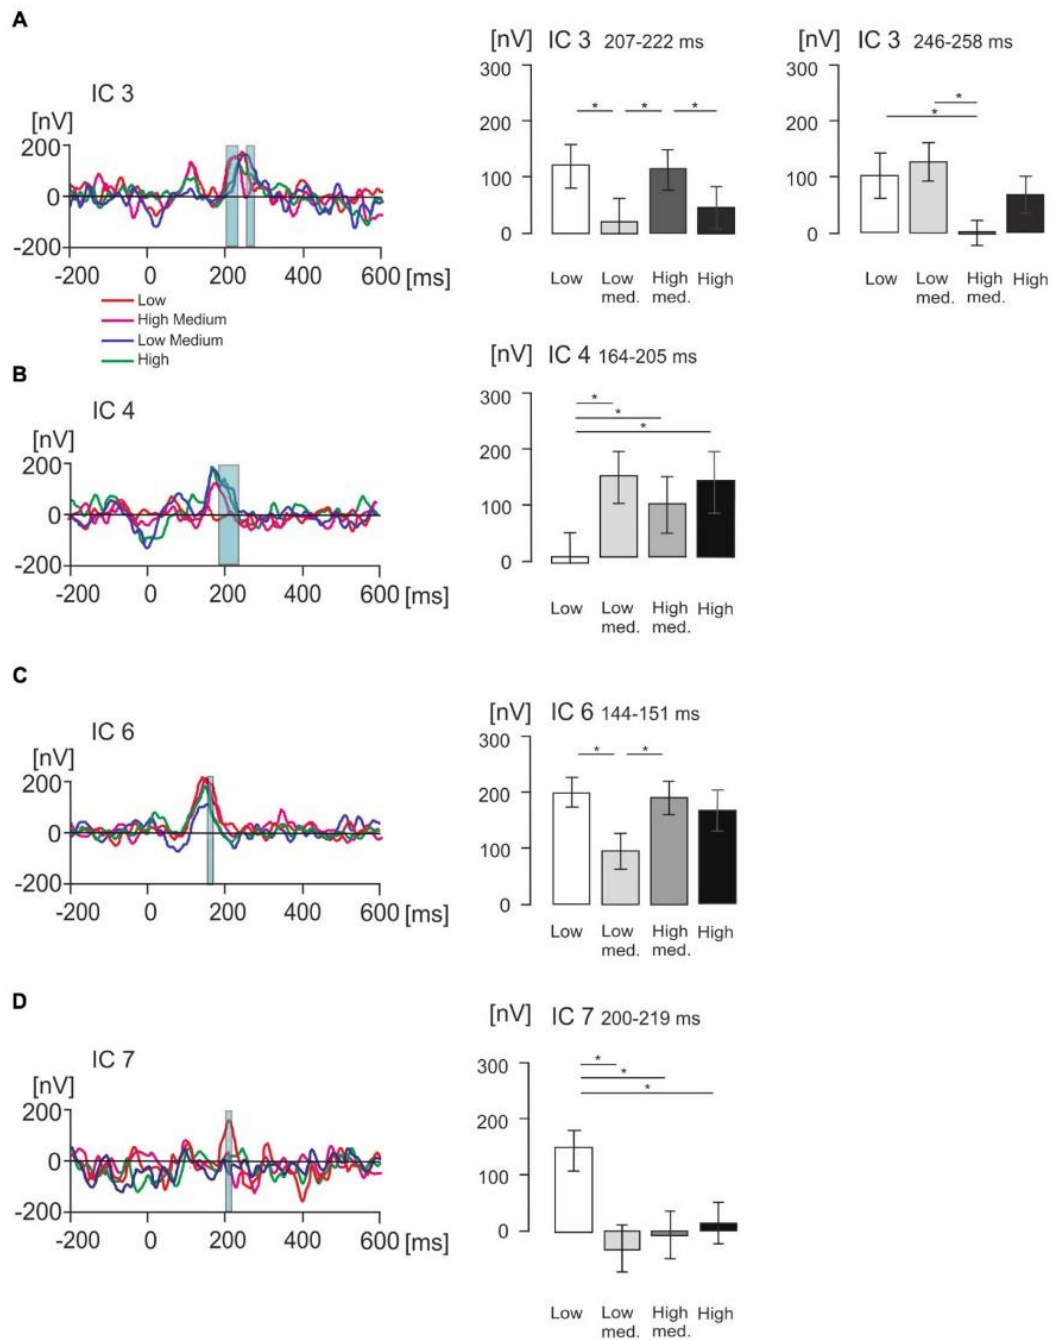 A
IC 3
[nV]
200
0
-200
-200 0 200 400 600 [ms]
Low
High Medium
Low Medium
High
[nV] IC 3 207-222 ms
300
200
100
0
* * *
Low Low med. High med. High
[nV] IC 3 246-258 ms
300
200
100
0
*
*
Low Low med. High med. High
B
IC 4
[nV]
200
0
-200
-200 0 200 400 600 [ms]
[nV] IC 4 164-205 ms
300
200
100
0
*
*
*
Low Low med. High med. High
C
IC 6
[nV]
200
0
-200
-200 0 200 400 600 [ms]
[nV] IC 6 144-151 ms
300
200
100
0
* *
Low Low med. High med. High
D
IC 7
[nV]
200
0
-200
-200 0 200 400 600 [ms]
[nV] IC 7 200-219 ms
300
200
100
0
*
*
*
Low Low med. High med. High